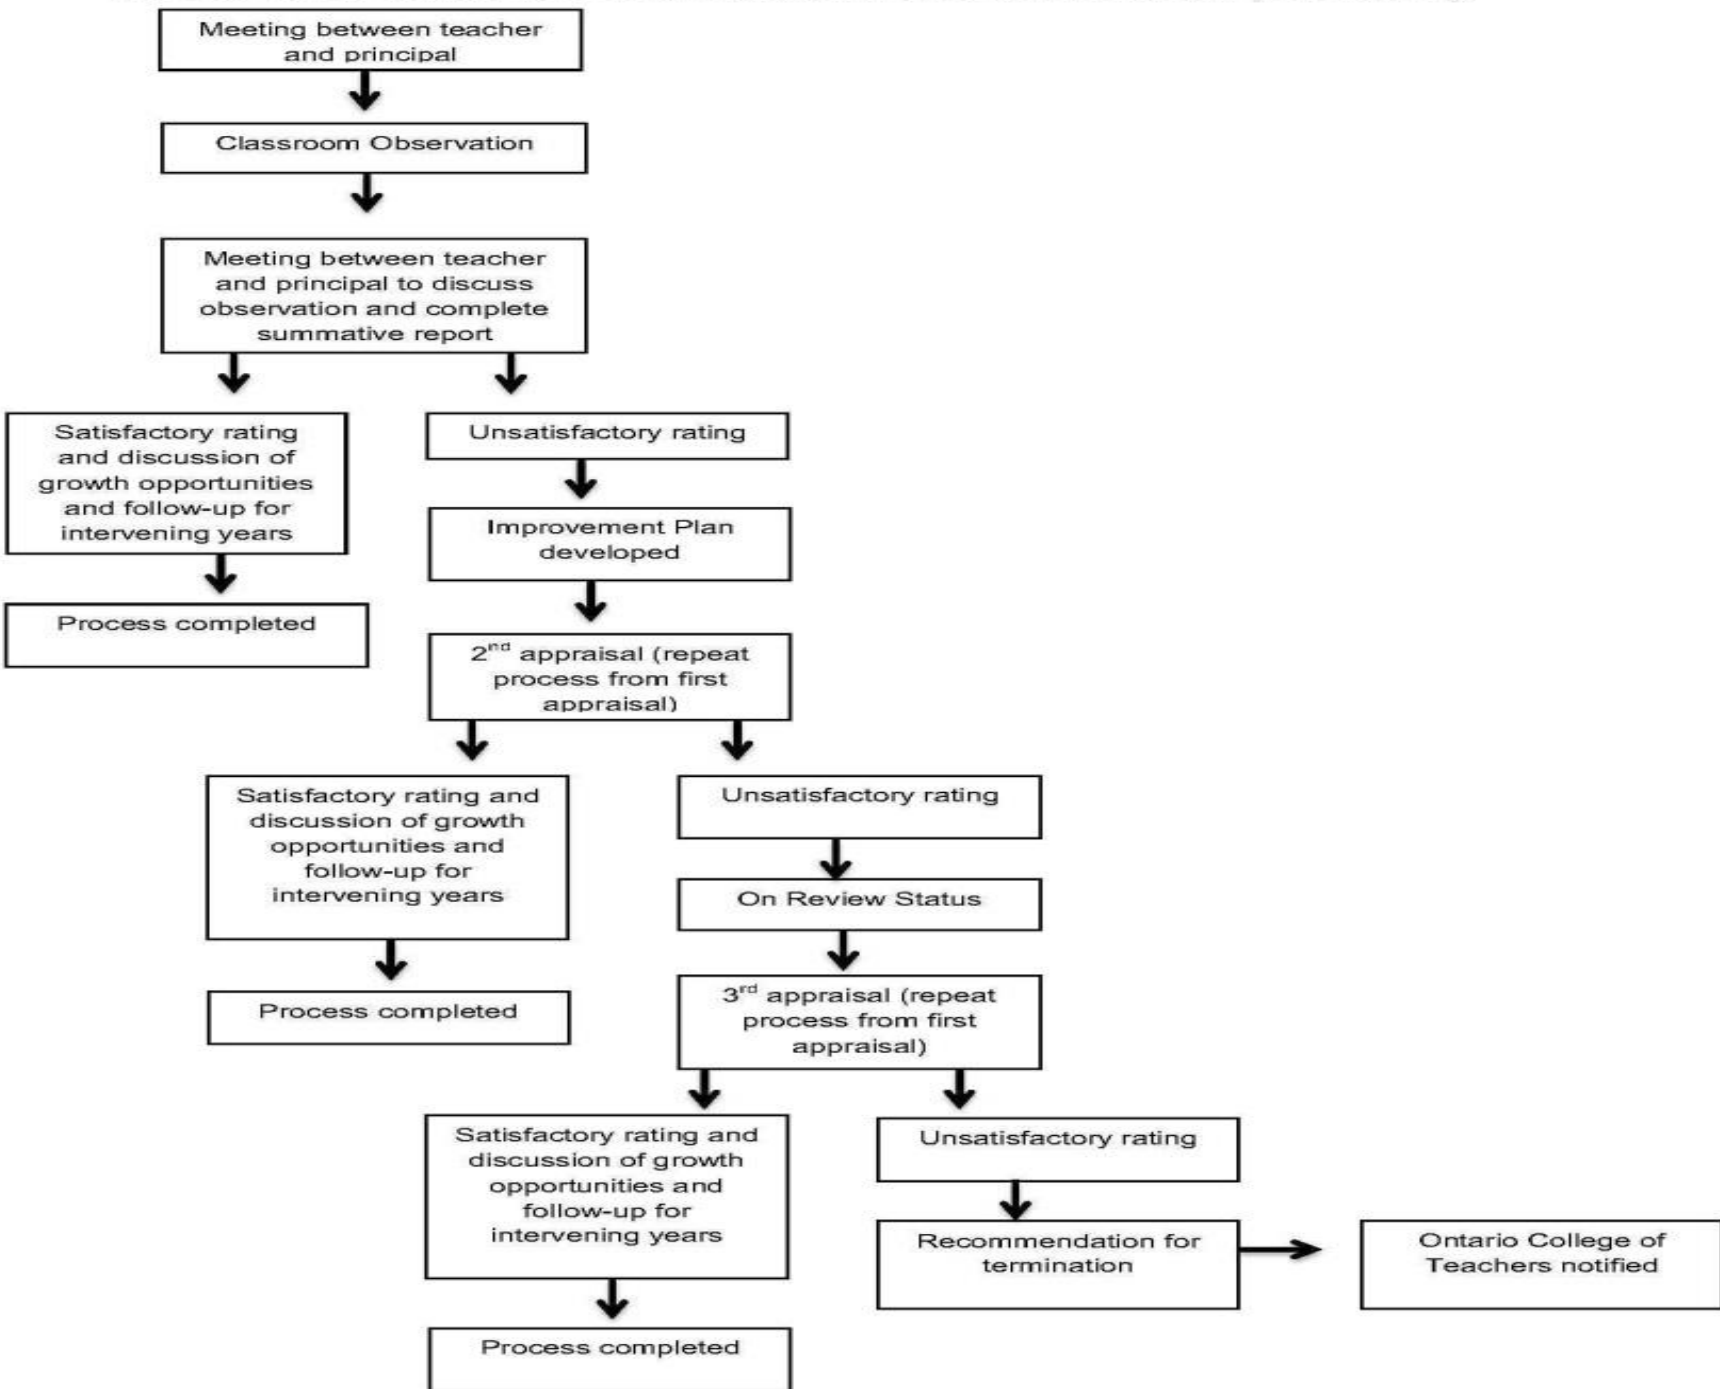 Meeting between teacher
and principal
Classroom Observation
Meeting between teacher
and principal to discuss
observation and complete
summative report
Satisfactory rating
and discussion of
growth opportunities
and follow-up for
intervening years
Unsatisfactory rating
Improvement Plan
developed
Process completed
2nd appraisal (repeat
process from first
appraisal)
Satisfactory rating and
discussion of growth
opportunities and
follow-up for
intervening years
Unsatisfactory rating
On Review Status
Process completed
3rd appraisal (repeat
process from first
appraisal)
Satisfactory rating and
discussion of growth
opportunities and
follow-up for
intervening years
Unsatisfactory rating
Recommendation for
termination
Ontario College of
Teachers notified
Process completed